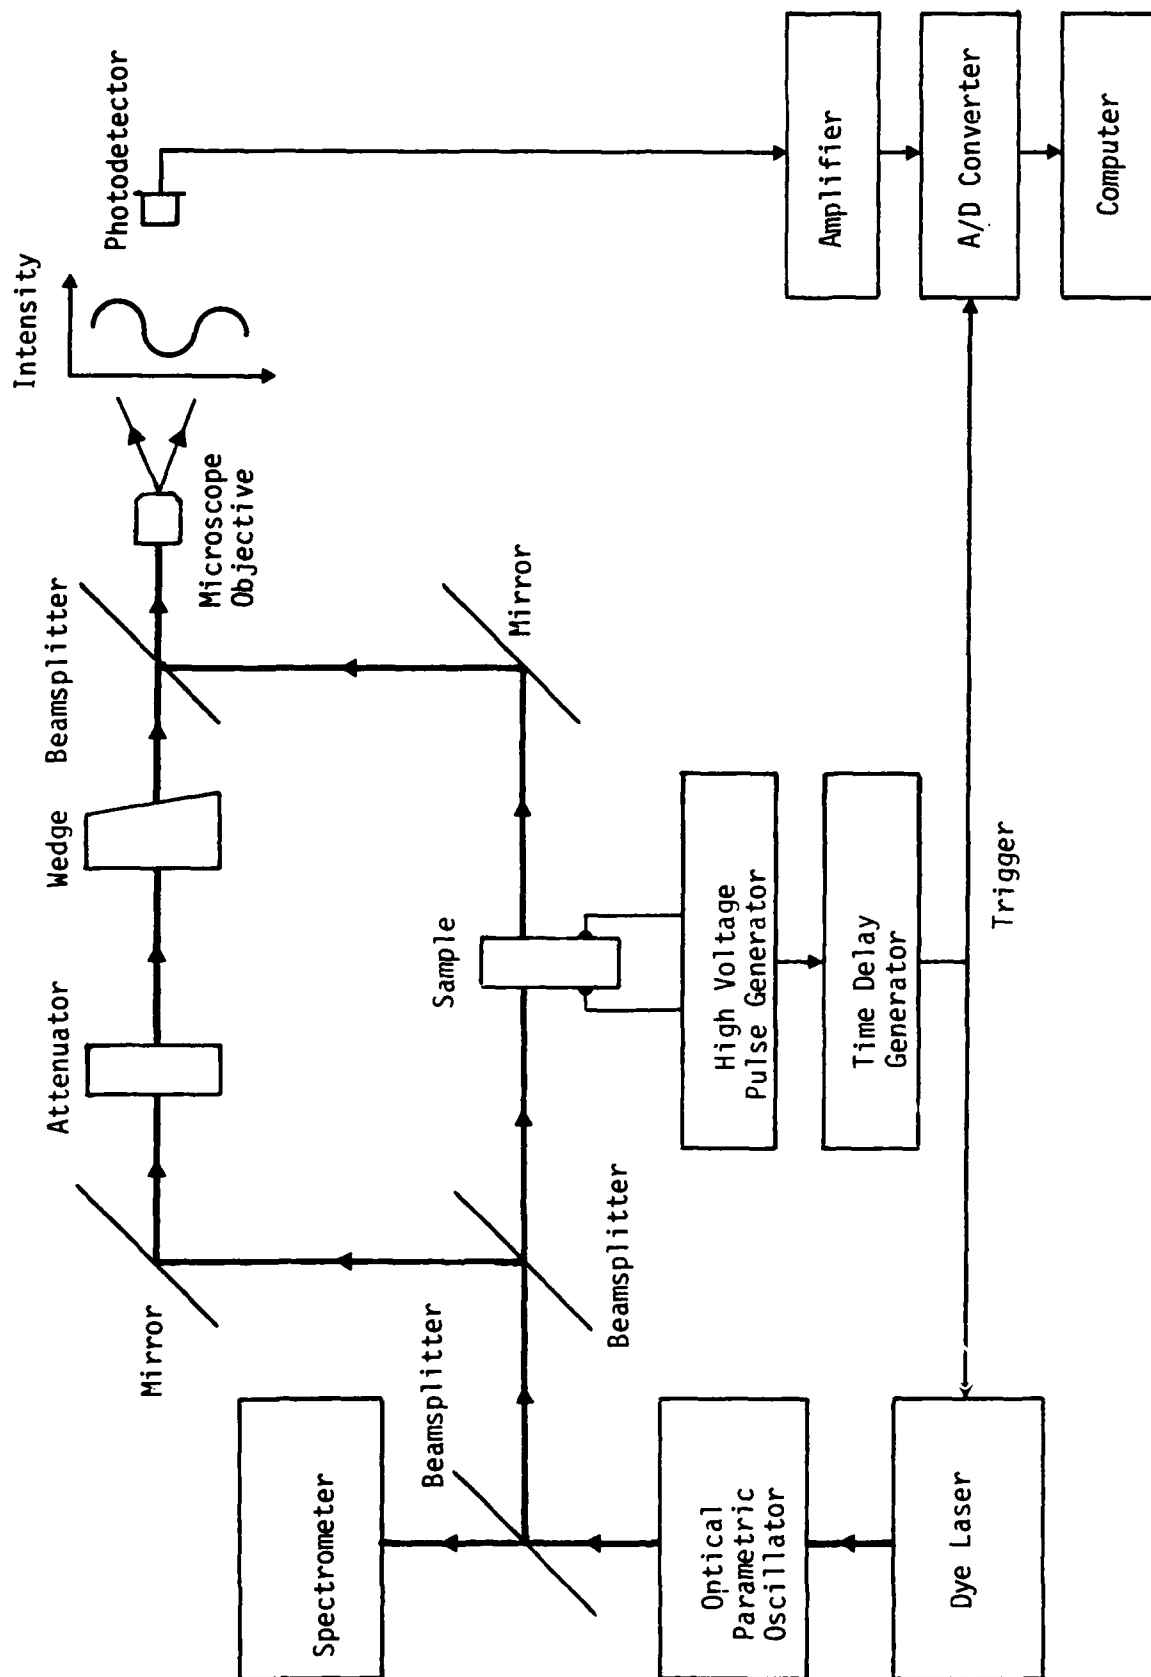 Intensity
Photodetector
Microscope
Objective
Beamsplitter
Wedge
Attenuator
Mirror
Mirror
Sample
Beamsplitter
Beamsplitter
Spectrometer
Optical
Parametric
Oscillator
Dye Laser
High Voltage
Pulse Generator
Time Delay
Generator
Trigger
Amplifier
A/D Converter
Computer